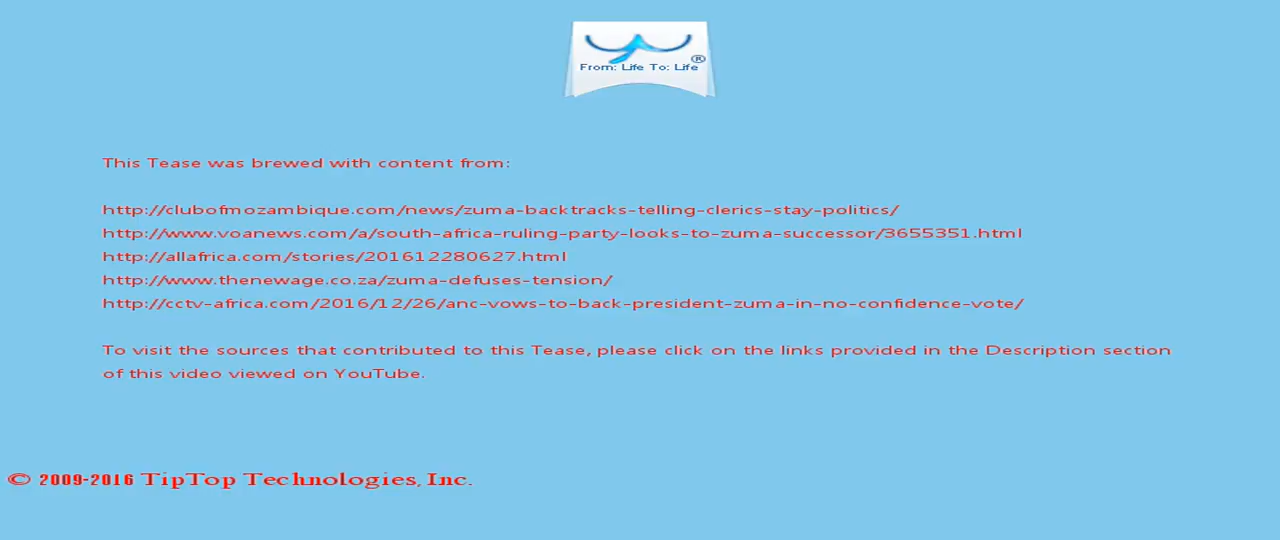 From: Life To: Life®
This Tease was brewed with content from:
http://clubofmozambique.com/news/zuma-backtracks-telling-clerics-stay-politics/
http://www.voanews.com/a/south-africa-ruling-party-looks-to-zuma-successor/3655351.html
http://allafrica.com/stories/201612280627.html
http://www.thenewage.co.za/zuma-defuses-tension/
http://cctv-africa.com/2016/12/26/anc-vows-to-back-president-zuma-in-no-confidence-vote/
To visit the sources that contributed to this Tease, please click on the links provided in the Description section
of this video viewed on YouTube.
© 2009-2016 TipTop Technologies, Inc.